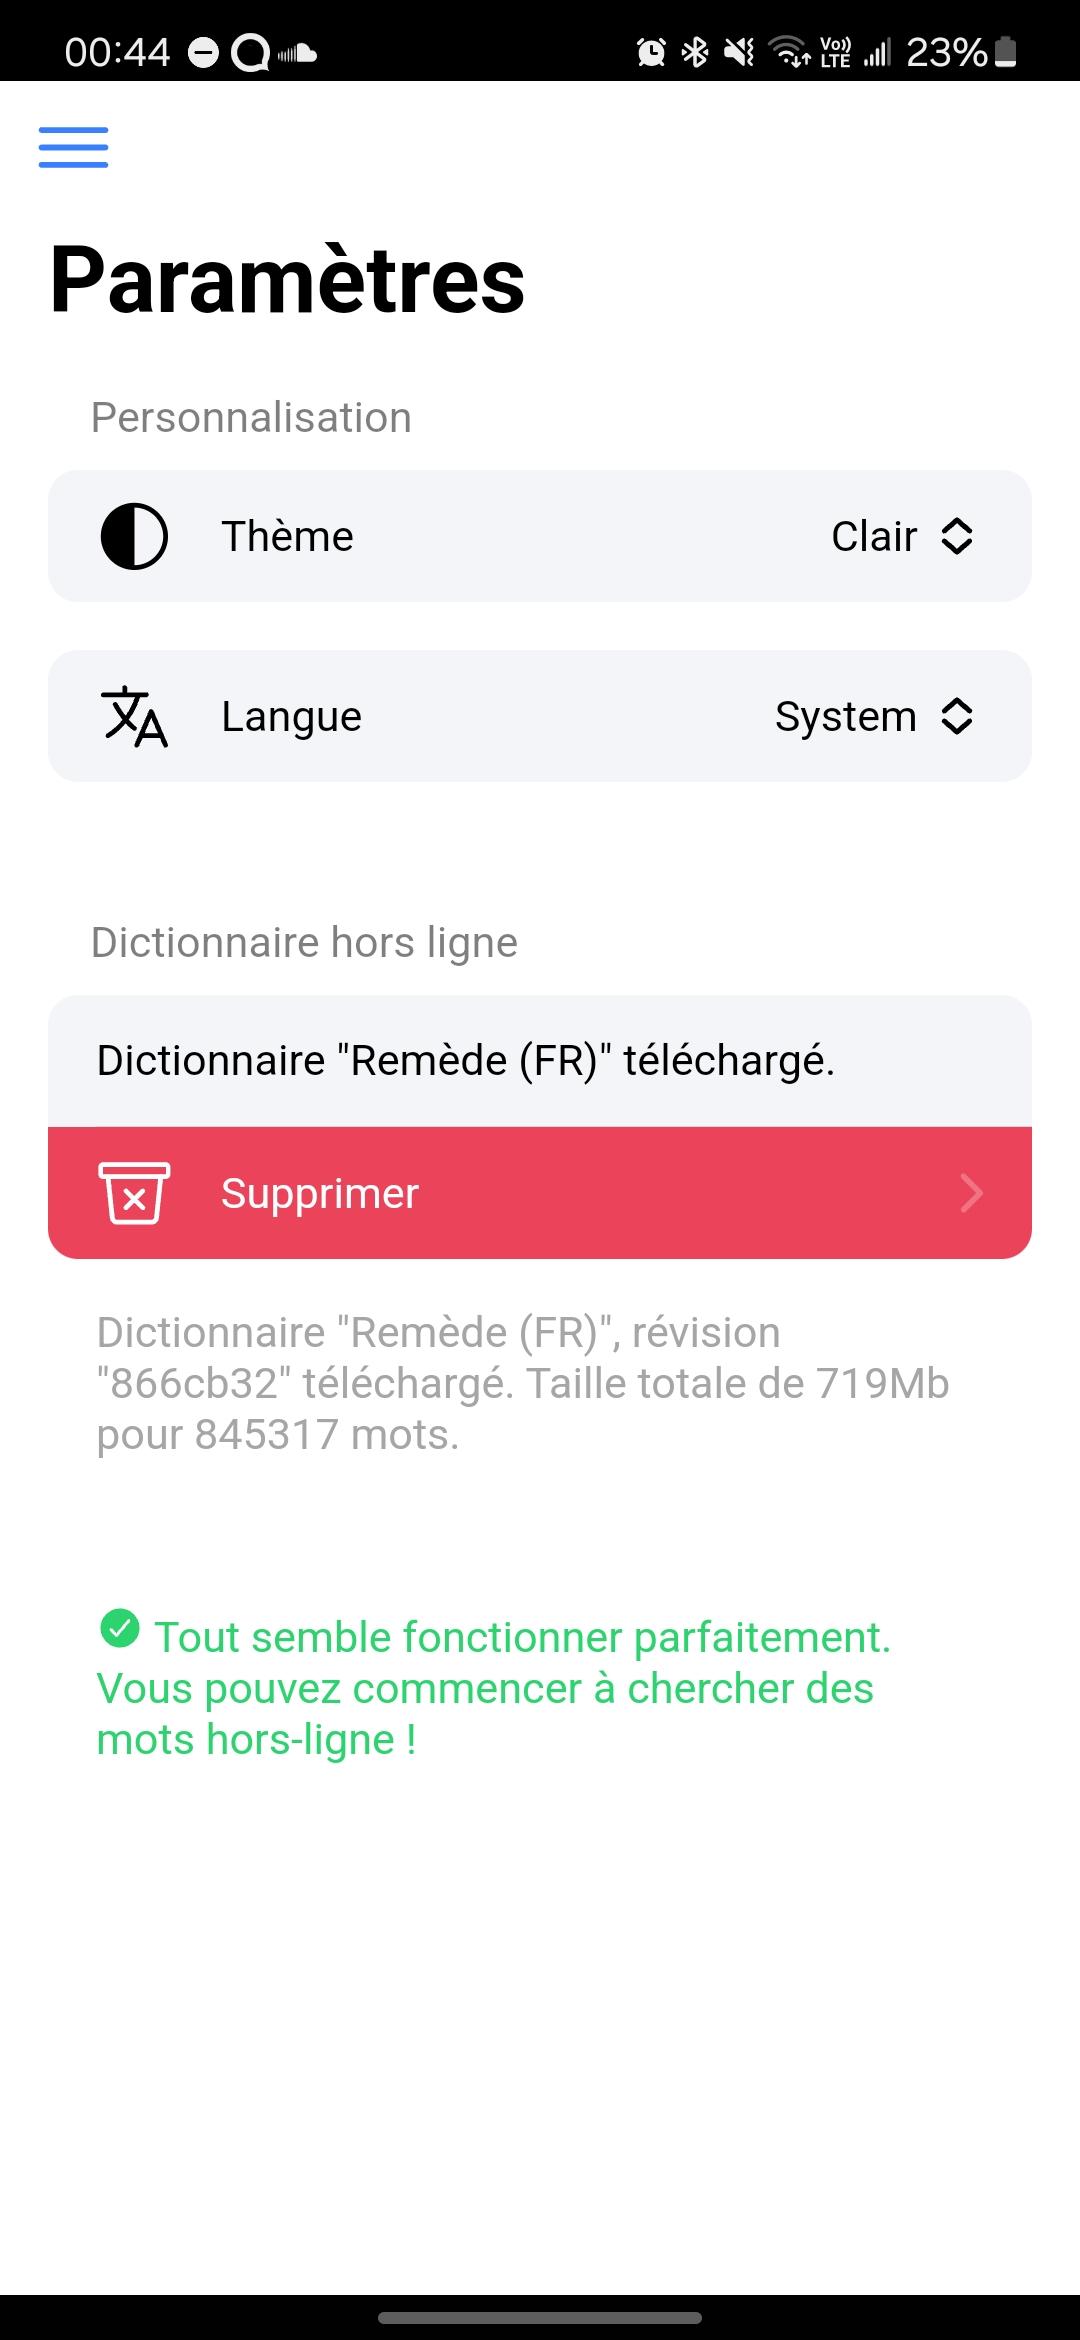 00:44
Vo)) LTE 23%
Paramètres
Personnalisation
Thème Clair
Langue System
Dictionnaire hors ligne
Dictionnaire "Remède (FR)" téléchargé.
Supprimer
Dictionnaire "Remède (FR)", révision
"866cb32" téléchargé. Taille totale de 719Mb
pour 845317 mots.
Tout semble fonctionner parfaitement.
Vous pouvez commencer à chercher des
mots hors-ligne !